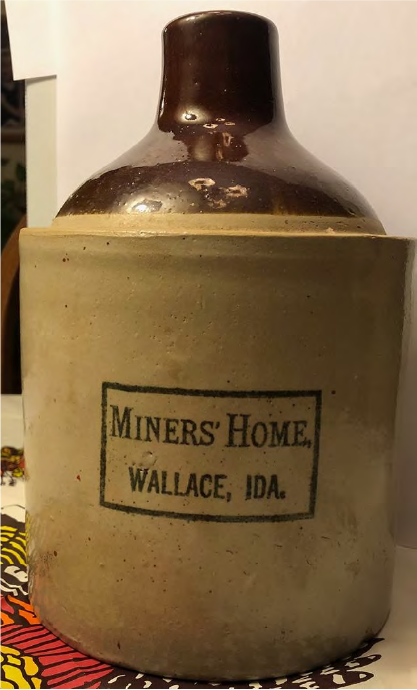 MINERS' HOME,
WALLACE, IDA.